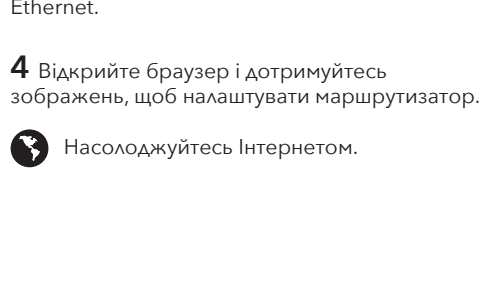 Ethernet.
4 Відкрийте браузер і дотримуйтесь
зображень, щоб налаштувати маршрутизатор.
Насолоджуйтесь Інтернетом.